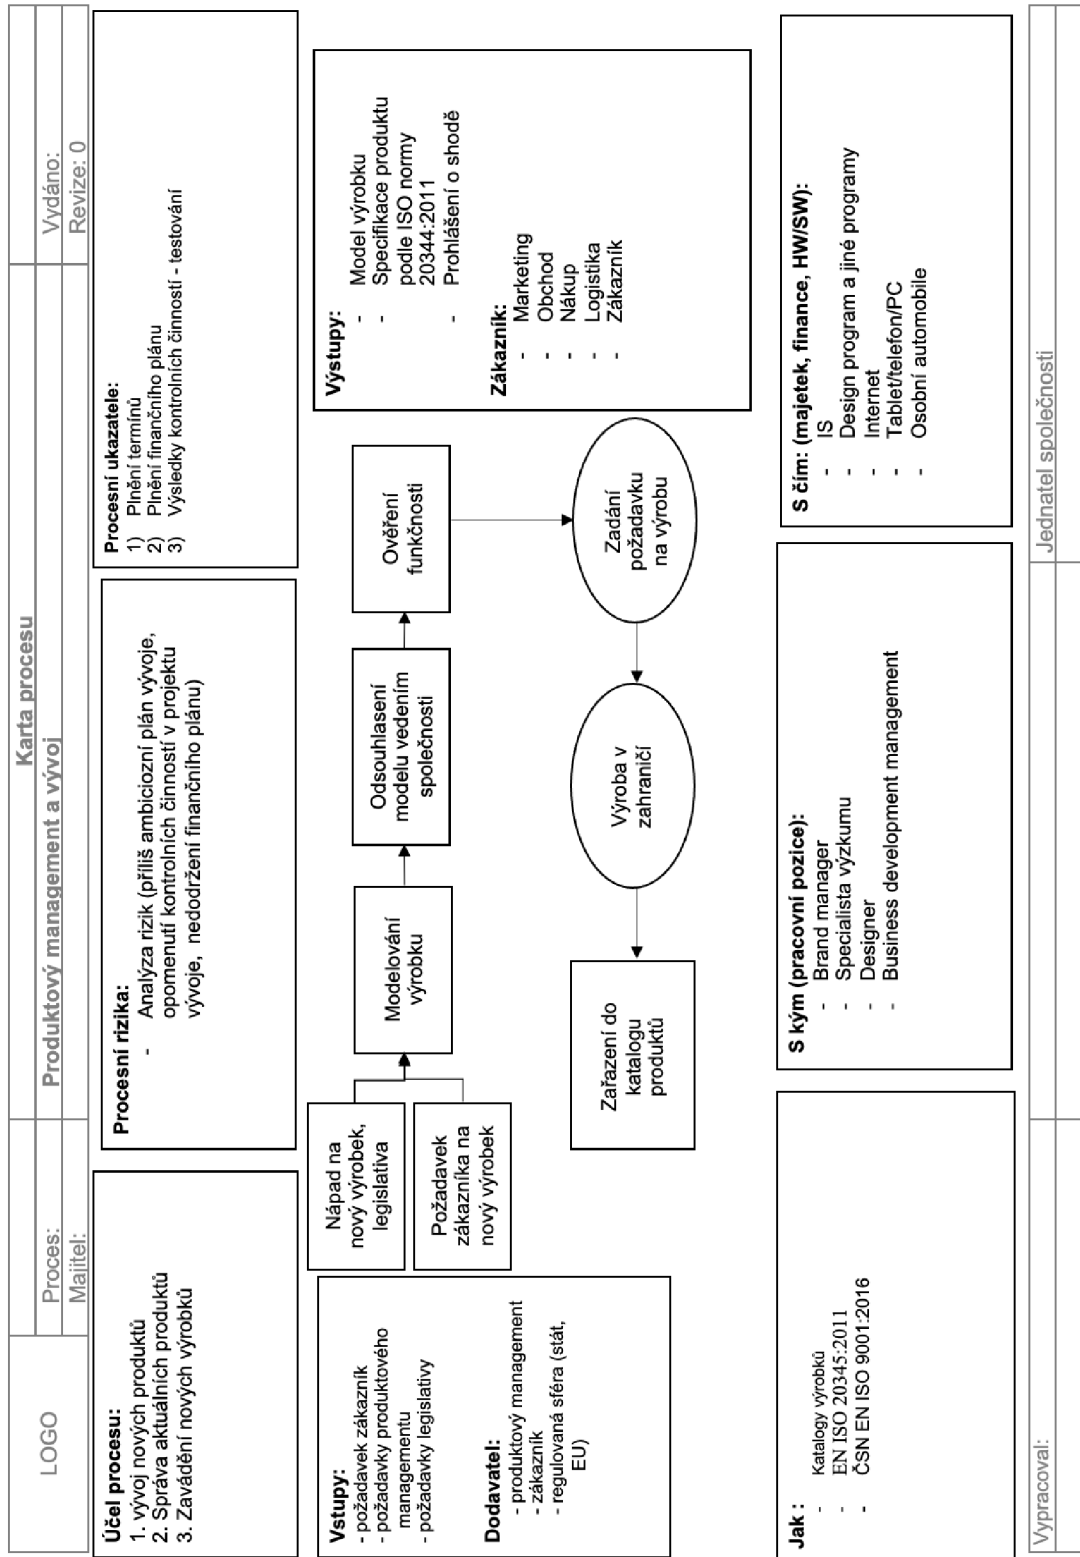 LOGO
Karta procesu
Proces:
Produktový management a vývoj
Vydáno:
Majitel:
Revize: 0
Účel procesu:
1. vývoj nových produktů
2. Správa aktuálních produktů
3. Zavádění nových výrobků
Procesní rizika:
- Analýza rizik (příliš ambiciozní plán vývoje,
opomenutí kontrolních činností v projektu
vývoje, nedodržení finančního plánu)
Procesní ukazatele:
1) Plnění termínů
2) Plnění finančního plánu
3) Výsledky kontrolních činností - testování
Vstupy:
- požadavek zákazník
- požadavky produktového
managementu
- požadavky legislativy
Dodavatel:
- produktový management
- zákazník
- regulovaná sféra (stát,
EU)
Nápad na
nový výrobek,
legislativa
Požadavek
zákazníka na
nový výrobek
Modelování
výrobku
Odsouhlasení
modelu vedením
společnosti
Ověření
funkčnosti
Zadání
požadavku
na výrobu
Výroba v
zahraničí
Zařazení do
katalogu
produktů
Výstupy:
- Model výrobku
- Specifikace produktu
podle ISO normy
20344:2011
- Prohlášení o shodě
Zákazník:
- Marketing
- Obchod
- Nákup
- Logistika
- Zákazník
Jak :
- Katalogy výrobků
- EN ISO 20345:2011
- ČSN EN ISO 9001:2016
S kým (pracovní pozice):
- Brand manager
- Specialista výzkumu
- Designer
- Business development management
S čím: (majetek, finance, HW/SW):
- IS
- Design program a jiné programy
- Internet
- Tablet/telefon/PC
- Osobní automobile
Vypracoval:
Jednatel společnosti